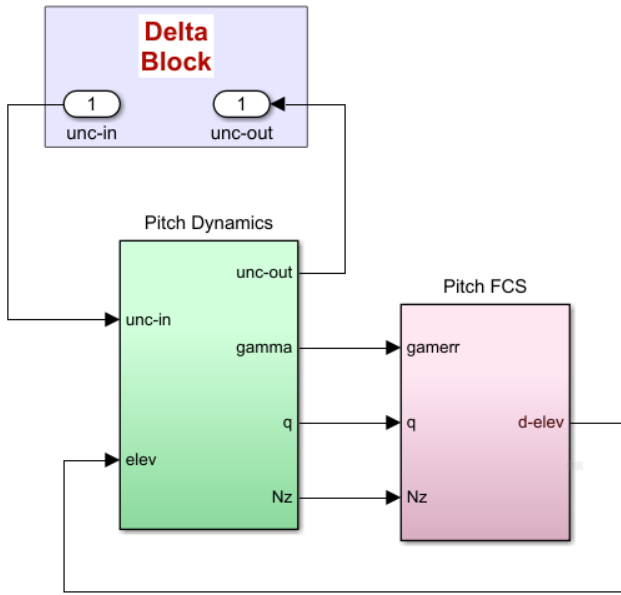 Delta
Block
1
1
unc-in
unc-out
Pitch Dynamics
unc-out
unc-in
gamma
q
elev
Nz
Pitch FCS
gamerr
q
d-elev
Nz